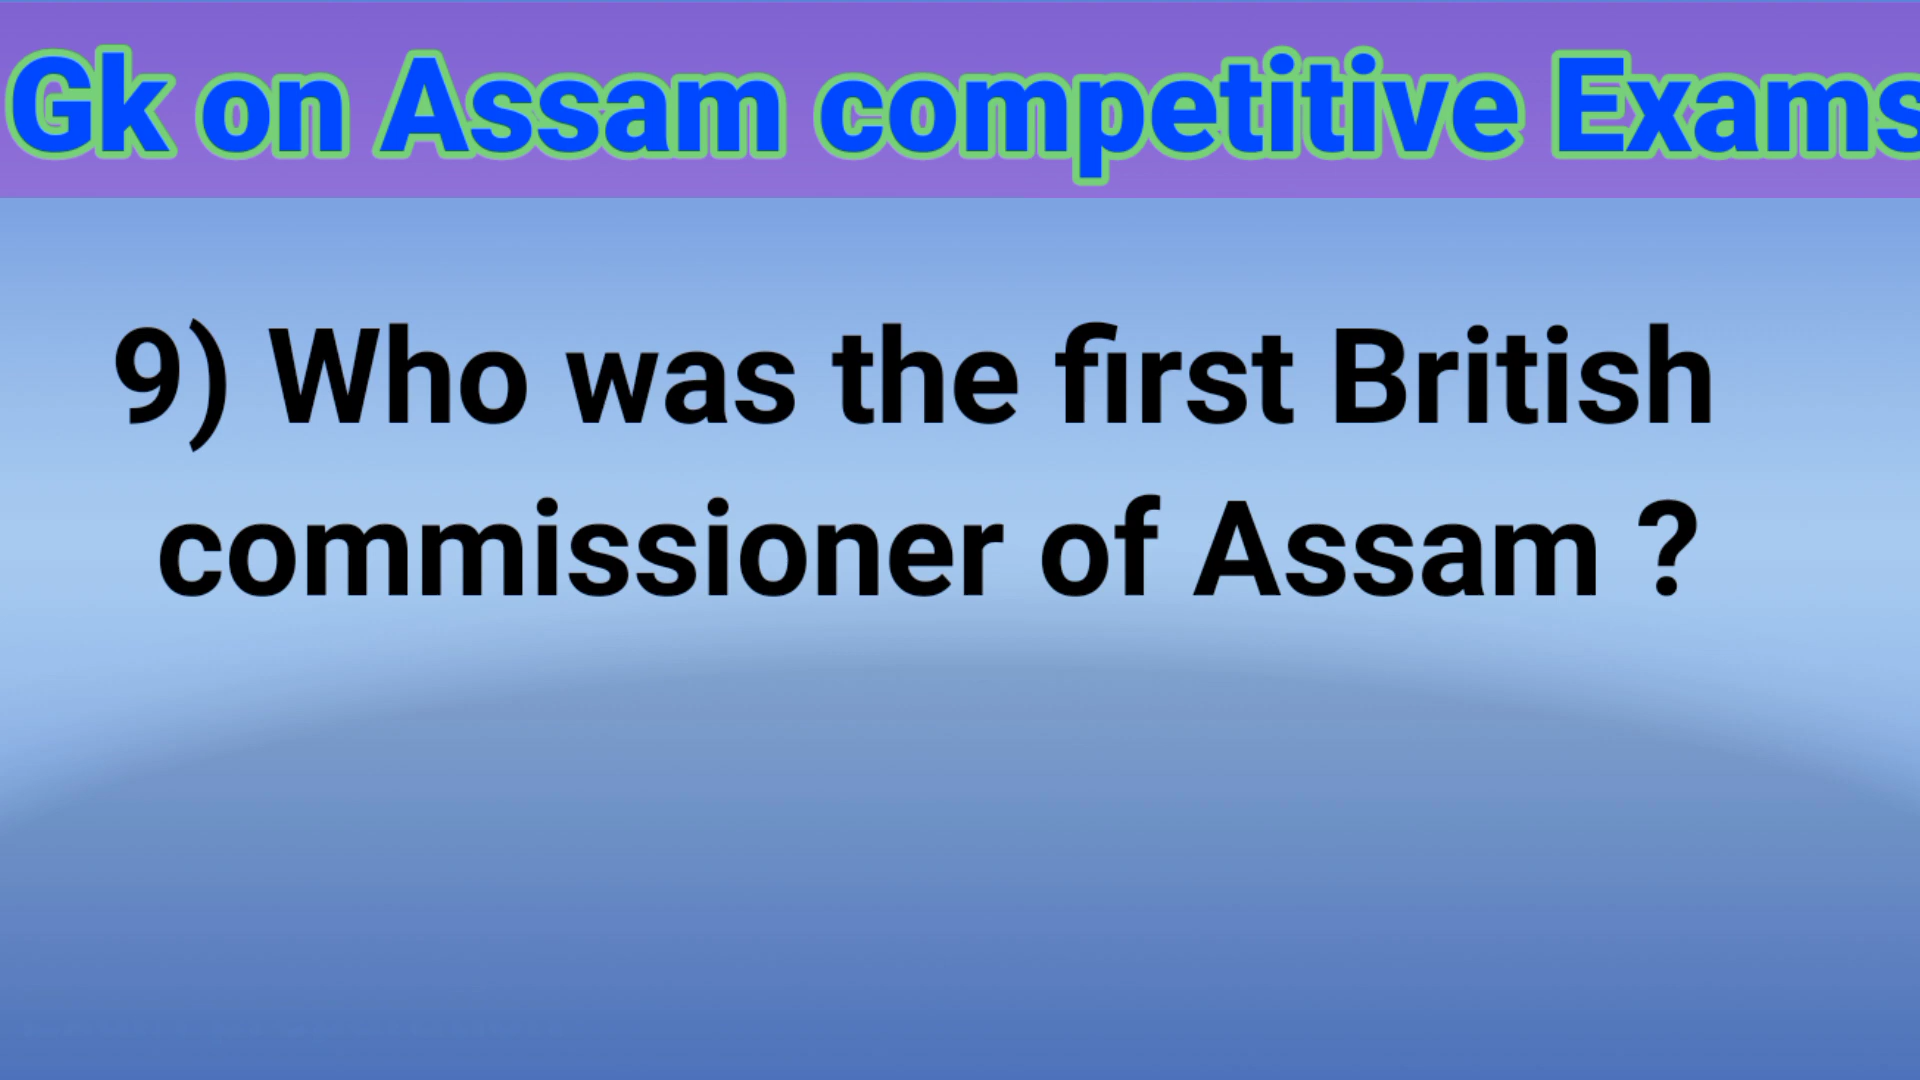 Gk on Assam competitive Exams
9) Who was the first British
commissioner of Assam ?